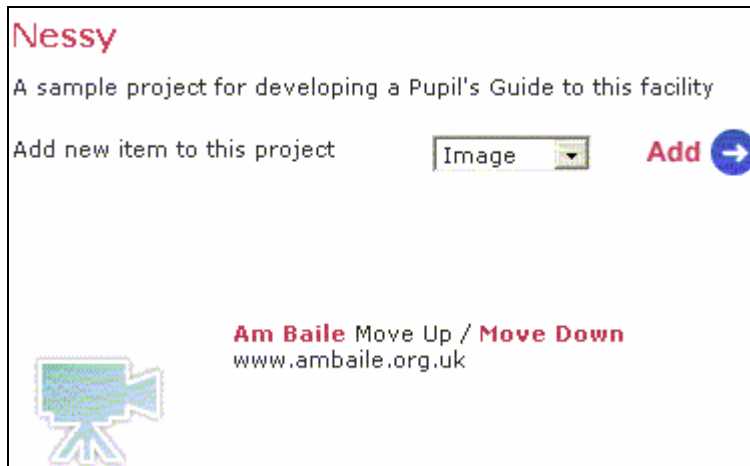 Nessy
A sample project for developing a Pupil's Guide to this facility
Add new item to this project Image Add
Am Baile Move Up / Move Down
www.ambaile.org.uk